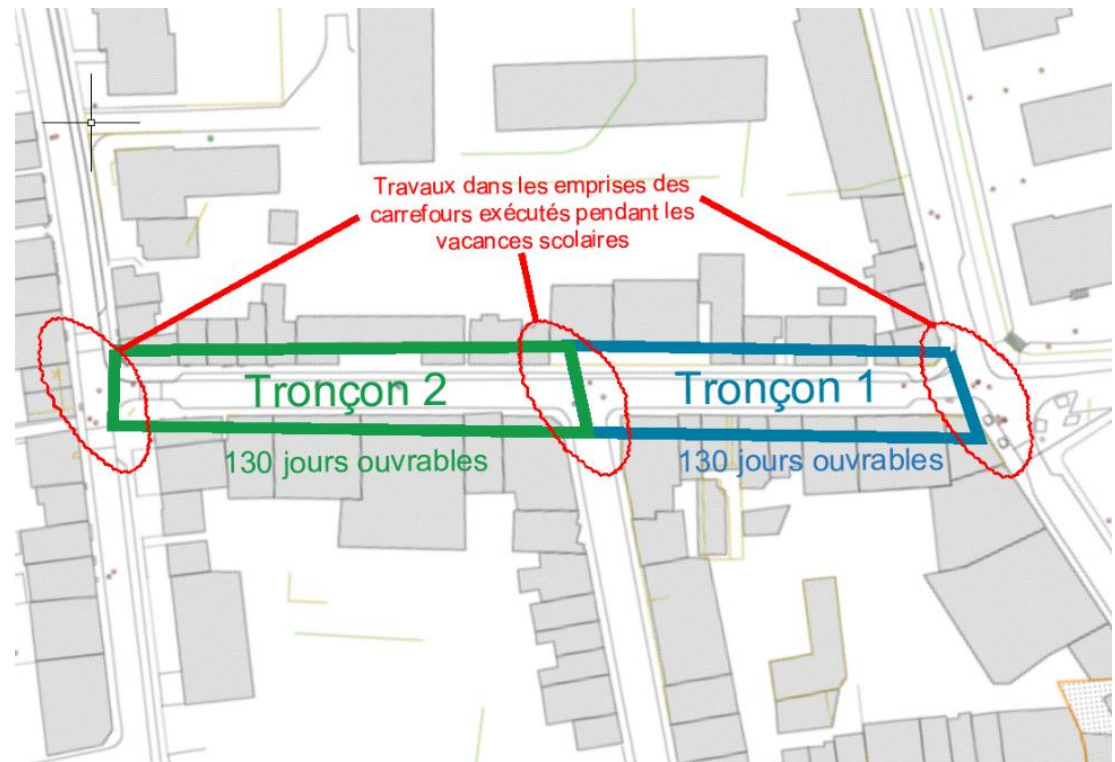 Travaux dans les emprises des
carrefours exécutés pendant les
vacances scolaires
Tronçon 2
Tronçon 1
130 jours ouvrables
130 jours ouvrables